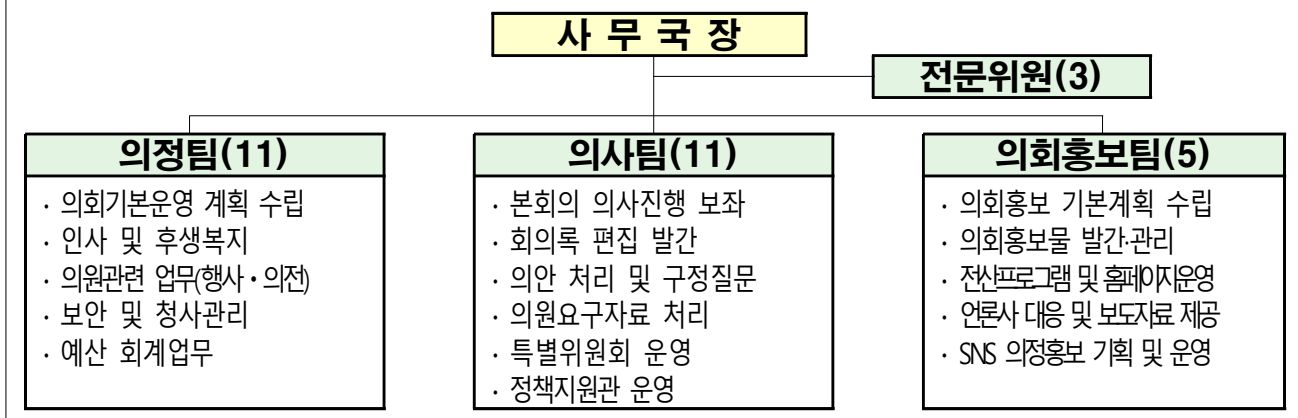 사 무 국 장
전문위원(3)
의정팀(11)
· 의회기본운영 계획 수립
· 인사 및 후생복지
· 의원관련 업무(행사・의전)
· 보안 및 청사관리
· 예산 회계업무
의사팀(11)
· 본회의 의사진행 보좌
· 회의록 편집 발간
· 의안 처리 및 구정질문
· 의원요구자료 처리
· 특별위원회 운영
· 정책지원관 운영
의회홍보팀(5)
· 의회홍보 기본계획 수립
· 의회홍보물 발간·관리
· 전산프로그램 및 홈페이지운영
· 언론사 대응 및 보도자료 제공
· SNS 의정홍보 기획 및 운영